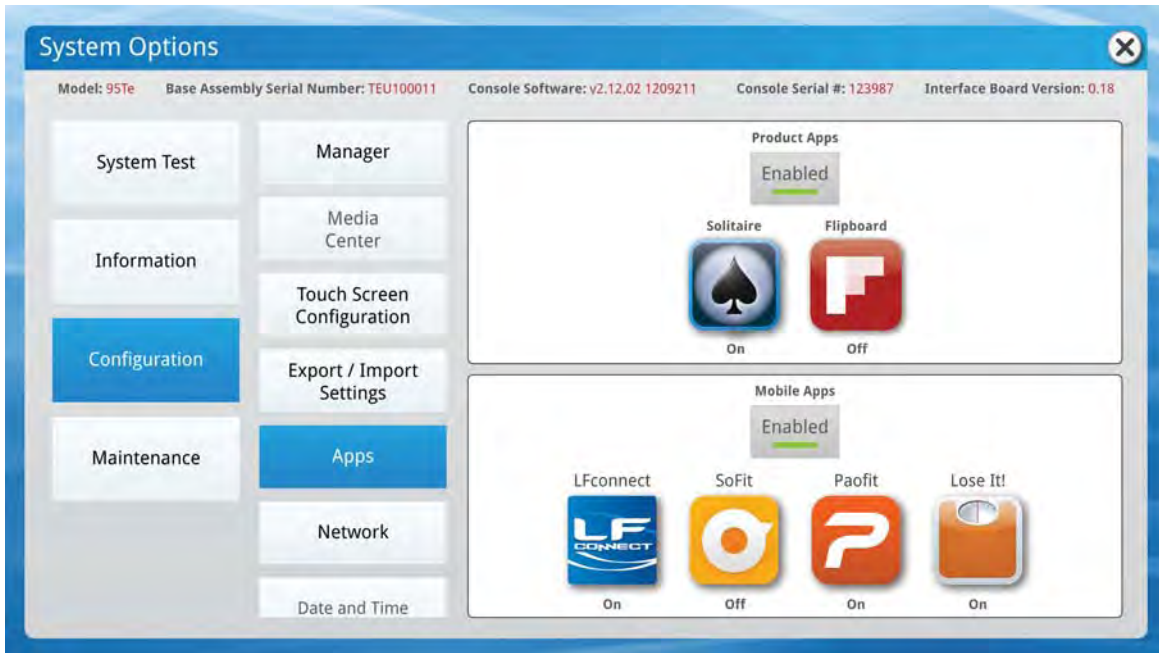 System Options
Model: 95Te Base Assembly Serial Number: TEU100011 Console Software: v2.12.02 1209211 Console Serial #: 123987 Interface Board Version: 0.18
System Test
Information
Configuration
Maintenance
Manager
Media
Center
Touch Screen
Configuration
Export / Import
Settings
Apps
Network
Date and Time
Product Apps
Enabled
Solitaire Flipboard
On Off
Mobile Apps
Enabled
LFconnect SoFit Paofit Lose It!
LF
CONNECT
On Off On On